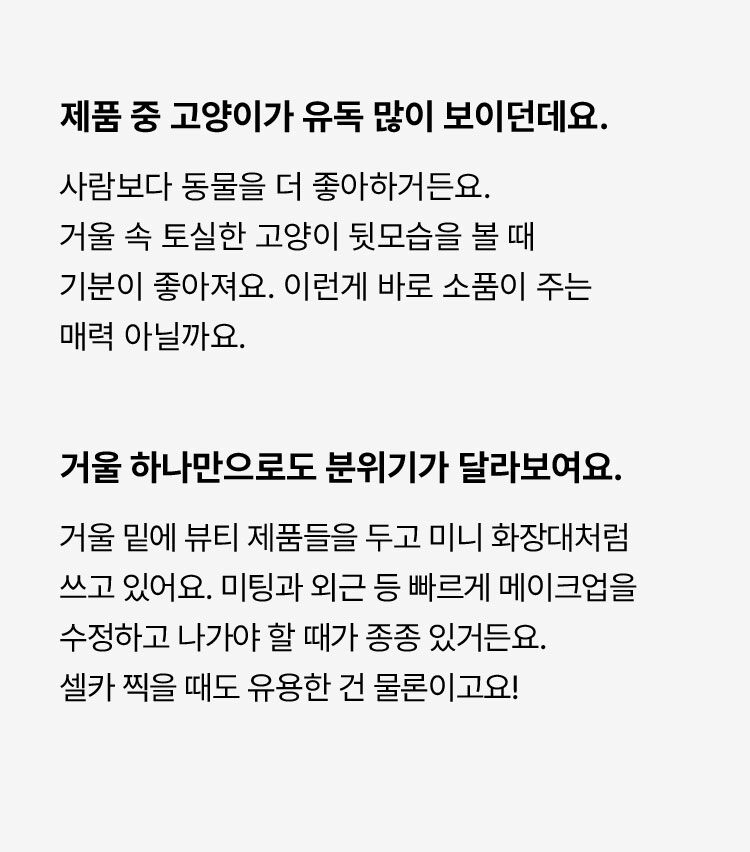 제품 중 고양이가 유독 많이 보이던데요.
사람보다 동물을 더 좋아하거든요.
거울 속 토실한 고양이 뒷모습을 볼 때
기분이 좋아져요. 이런게 바로 소품이 주는
매력 아닐까요.
거울 하나만으로도 분위기가 달라보여요.
거울 밑에 뷰티 제품들을 두고 미니 화장대처럼
쓰고 있어요. 미팅과 외근 등 빠르게 메이크업을
수정하고 나가야 할 때가 종종 있거든요.
셀카 찍을 때도 유용한 건 물론이고요!